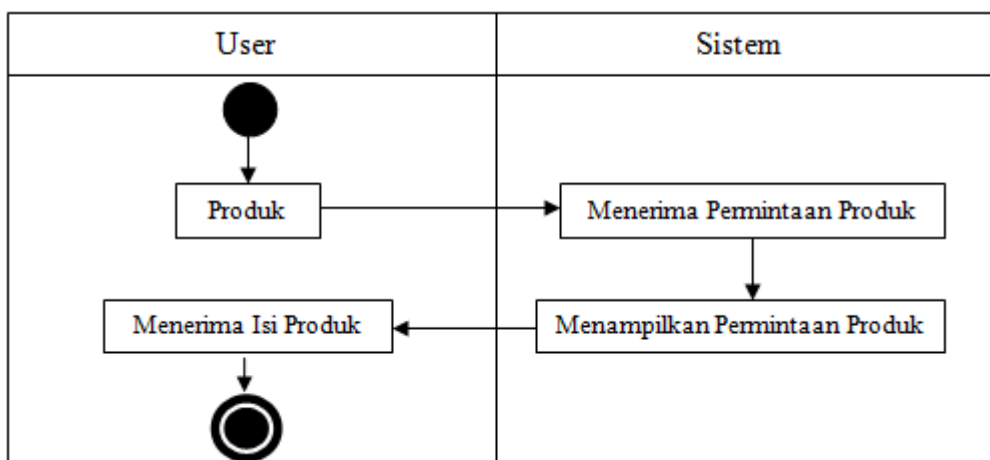 User
Sistem
Produk
Menerima Permintaan Produk
Menerima Isi Produk
Menampilkan Permintaan Produk